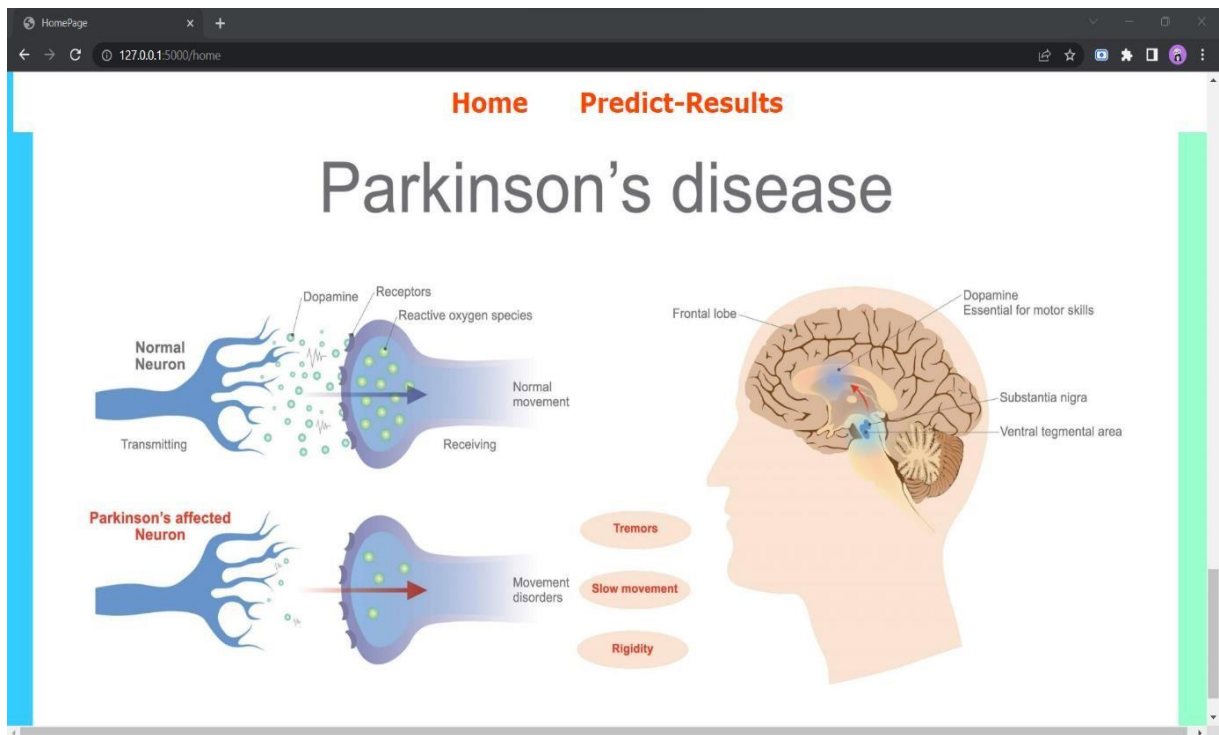 HomePage
127.0.0.1:5000/home
Home Predict-Results
Parkinson’s disease
Dopamine
Receptors
Reactive oxygen species
Normal
Neuron
Normal
movement
Transmitting
Receiving
Frontal lobe
Dopamine
Essential for motor skills
Substantia nigra
Ventral tegmental area
Parkinson’s affected
Neuron
Movement
disorders
Tremors
Slow movement
Rigidity